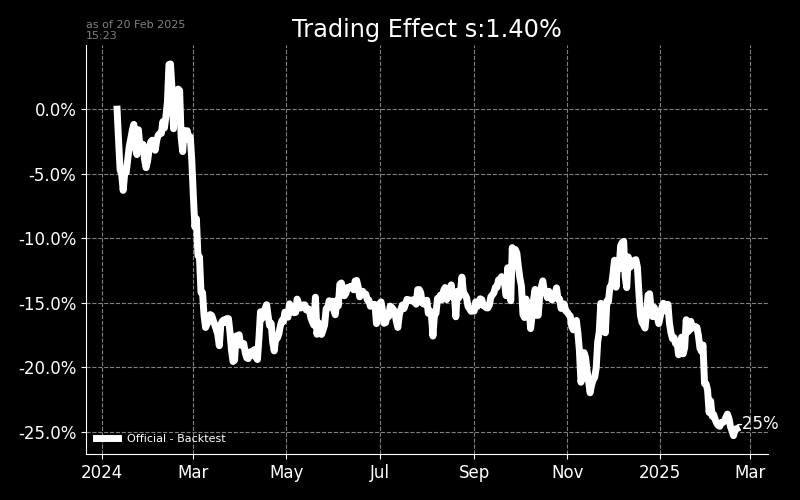 as of 20 Feb 2025
15:23
Trading Effect s:1.40%
0.0%
-5.0%
-10.0%
-15.0%
-20.0%
-25.0%
-25%
Official - Backtest
2024 Mar May Jul Sep Nov 2025 Mar